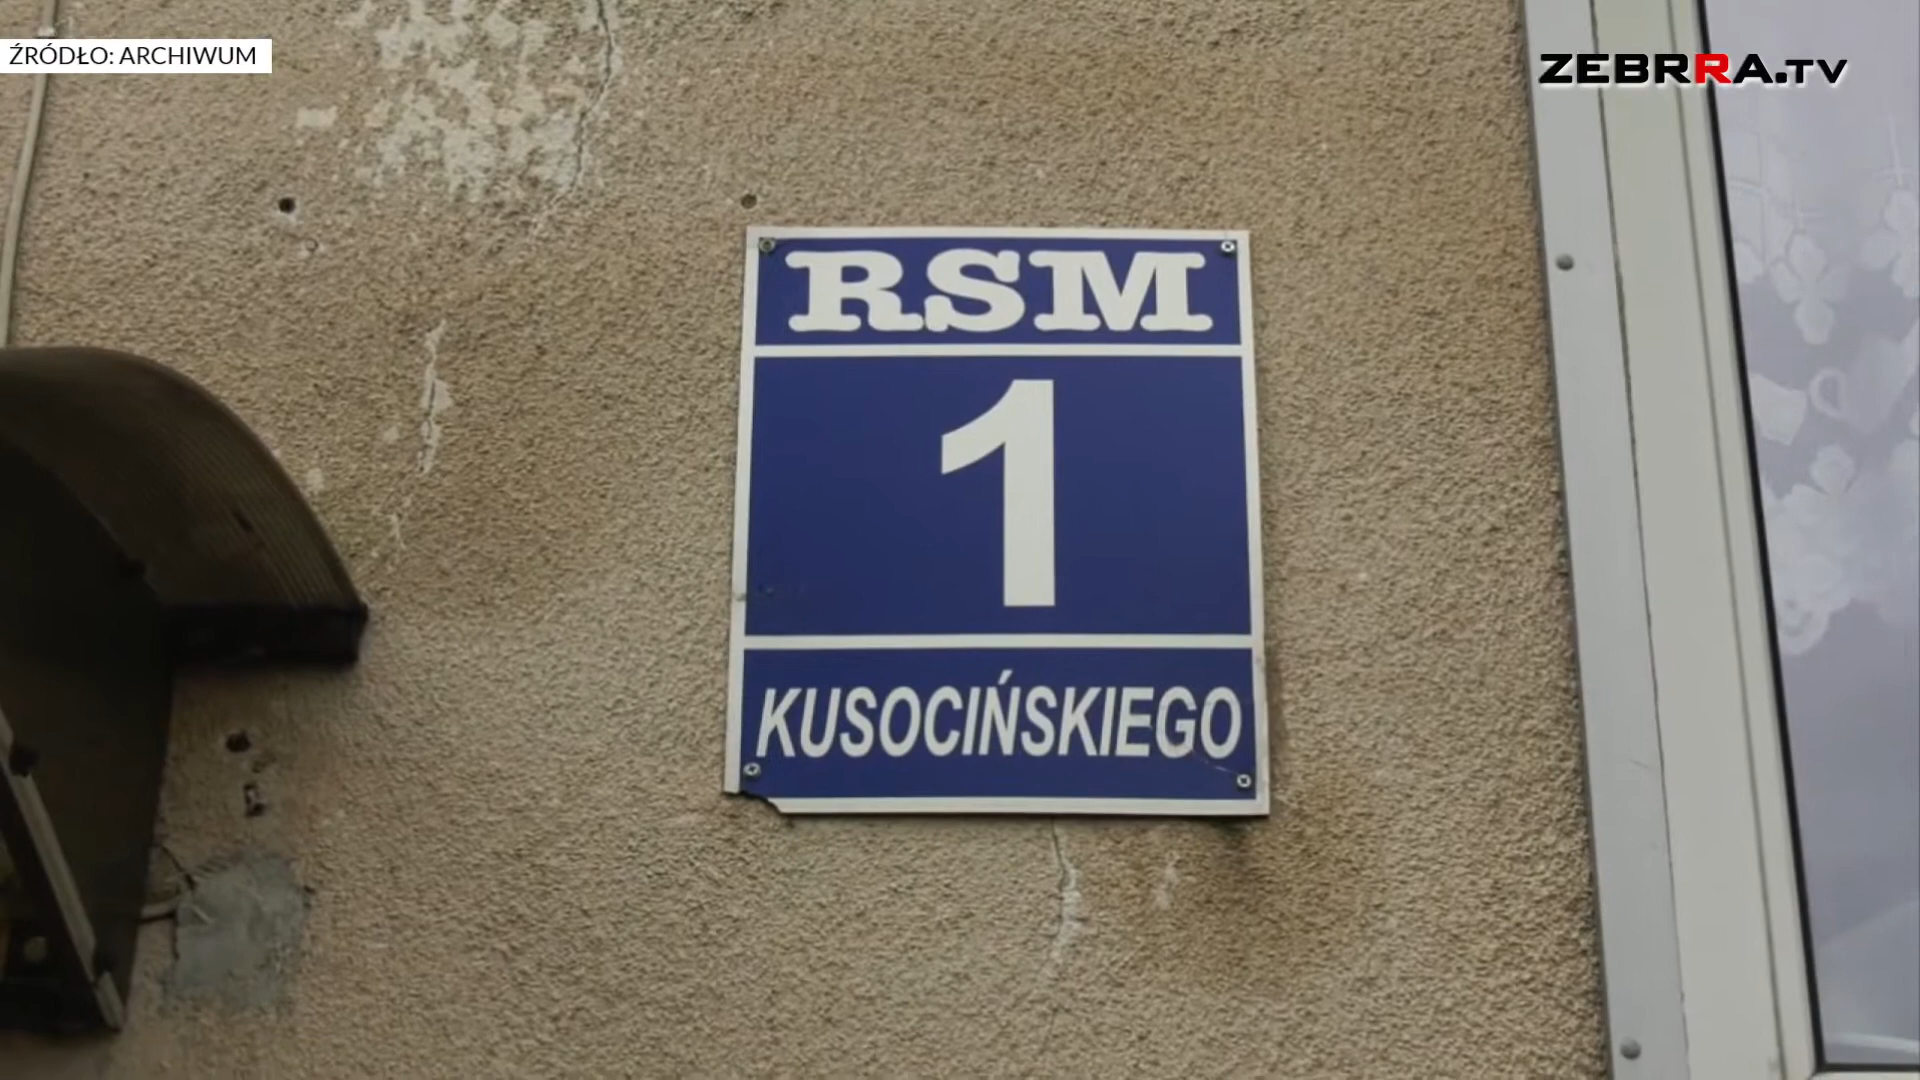 ŹRÓDŁO: ARCHIWUM
ZEBRRA.TV
RSM
1
KUSOCIŃSKIEGO